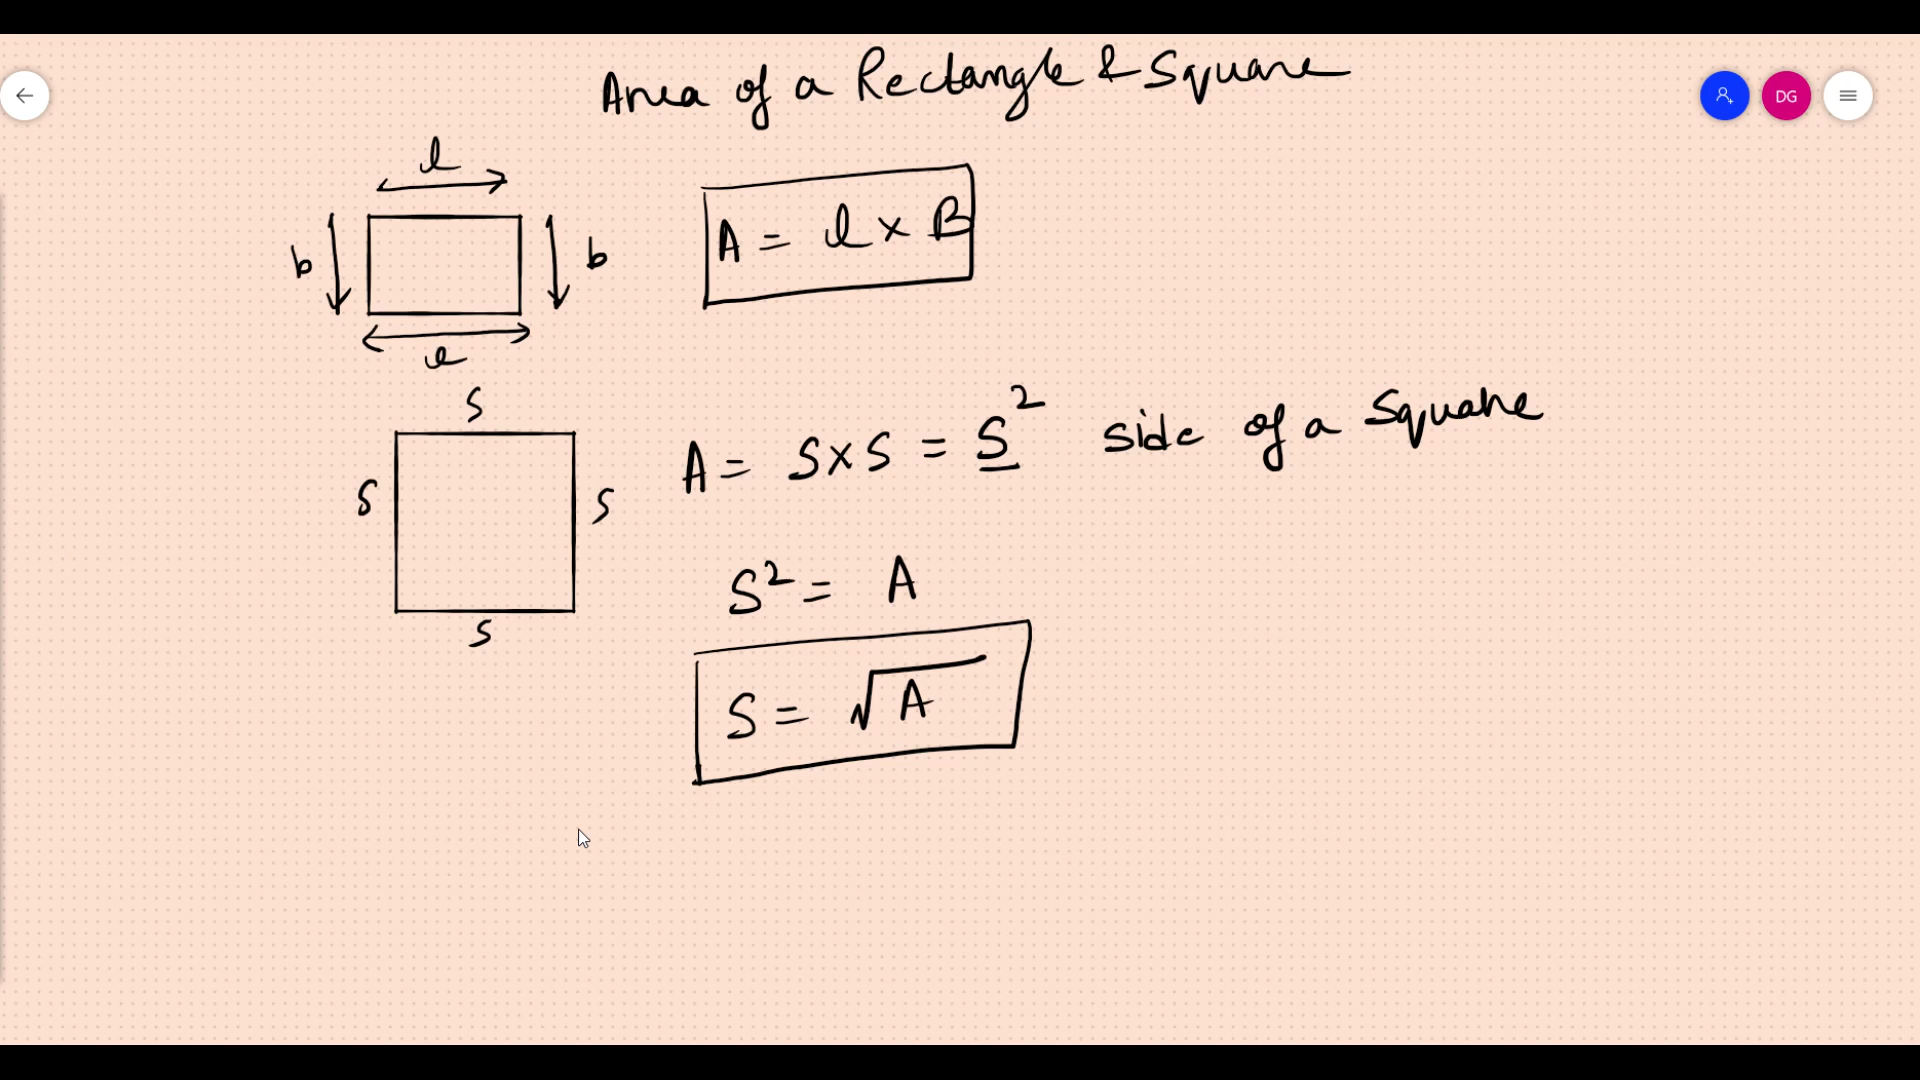 Area of a Rectangle & Square
DG
l
A = l x B
b
b
l
S
A = S x S = S² side of a Square
S
S
S² = A
S
S = √A